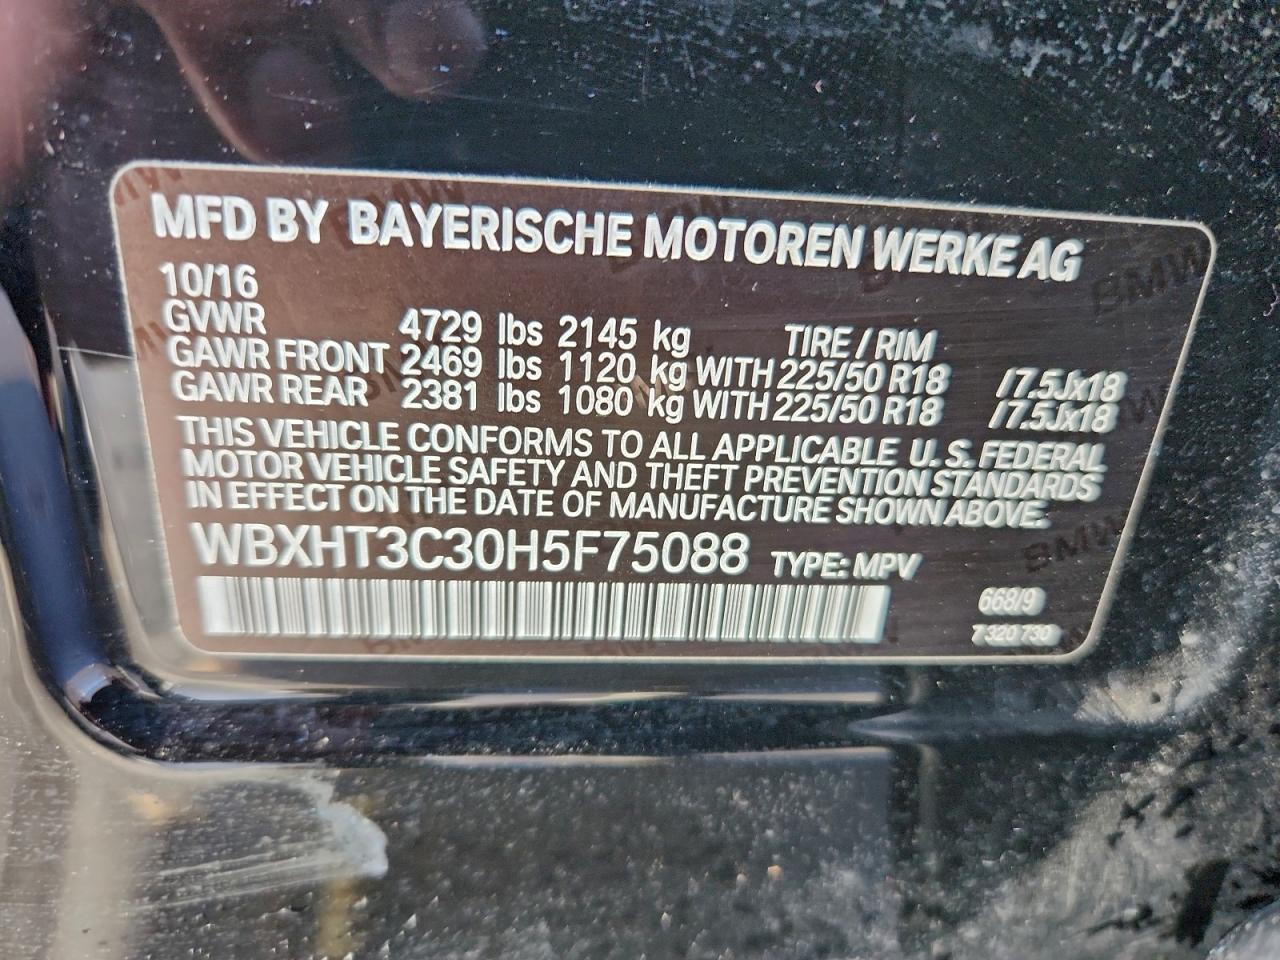 MFD BY BAYERISCHE MOTOREN WERKE AG
10/16
GVWR 4729 lbs 2145 kg TIRE / RIM
GAWR FRONT 2469 lbs 1120 kg WITH 225/50 R18 /7.5Jx18
GAWR REAR 2381 lbs 1080 kg WITH 225/50 R18 /7.5Jx18
THIS VEHICLE CONFORMS TO ALL APPLICABLE U.S. FEDERAL
MOTOR VEHICLE SAFETY AND THEFT PREVENTION STANDARDS
IN EFFECT ON THE DATE OF MANUFACTURE SHOWN ABOVE.
WBXHT3C30H5F75088 TYPE: MPV
668/9
7 320 730